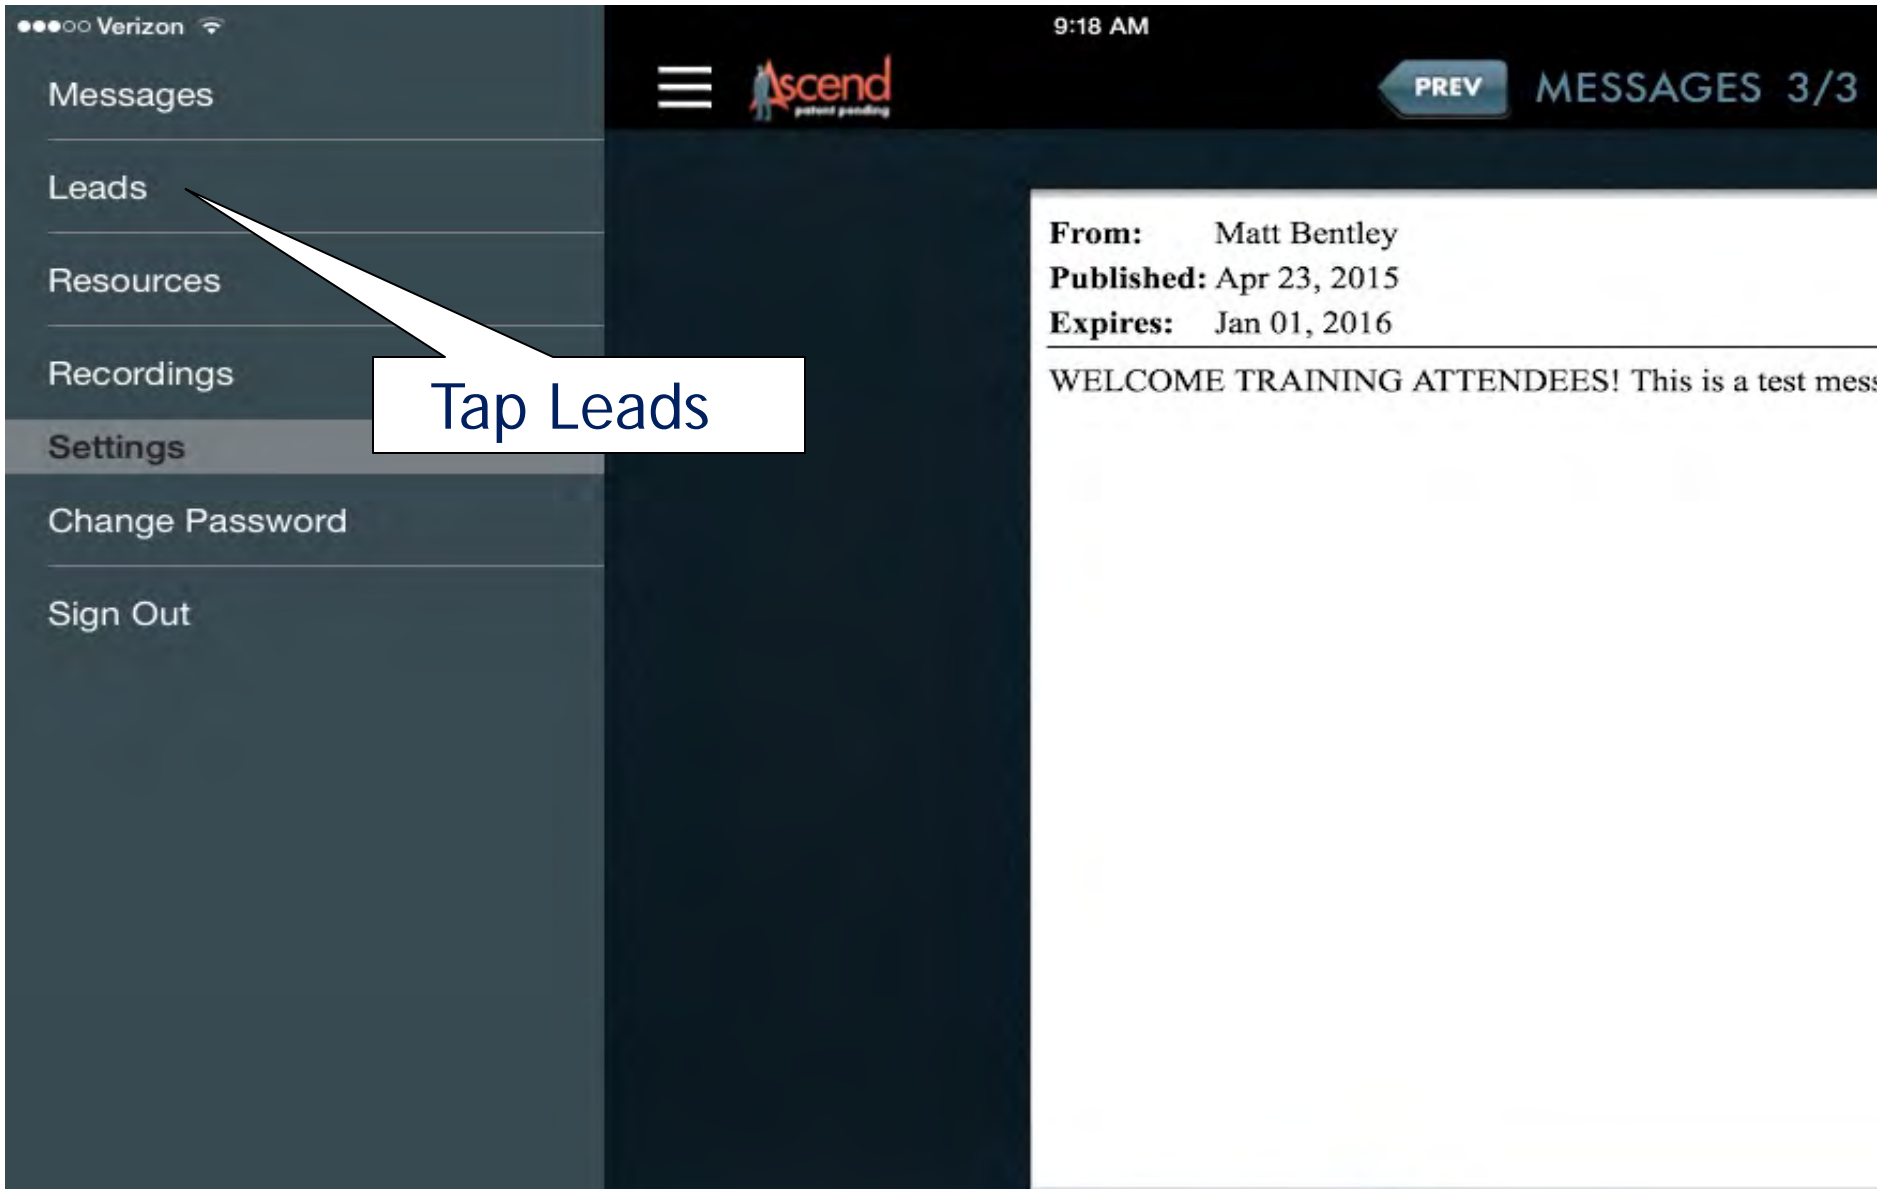 Verizon
9:18 AM
Messages
Leads
Resources
Recordings
Settings
Change Password
Sign Out
Tap Leads
Ascend
patent pending
PREV
MESSAGES 3/3
From: Matt Bentley
Published: Apr 23, 2015
Expires: Jan 01, 2016
WELCOME TRAINING ATTENDEES! This is a test mess